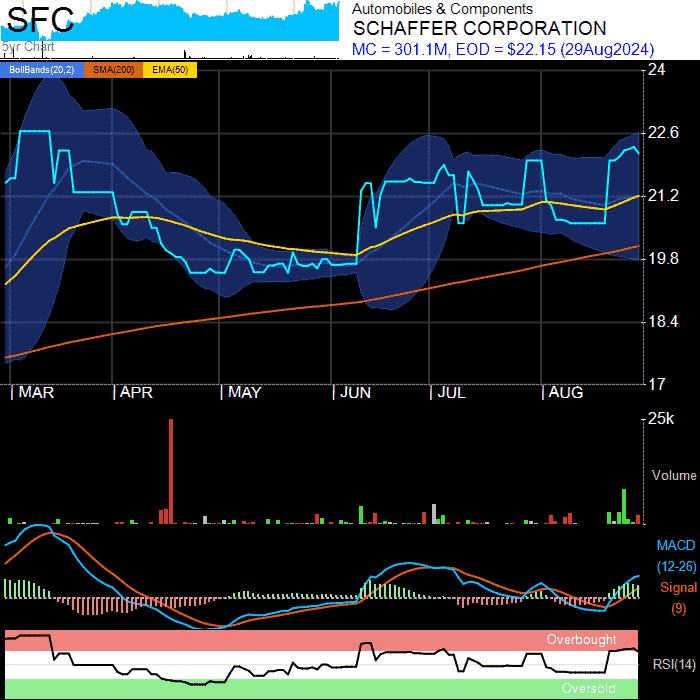 SFC
5yr Chart
Automobiles & Components
SCHAFFER CORPORATION
MC = 301.1M, EOD = $22.15 (29Aug2024)
BollBands(20,2) SMA(200) EMA(50)
24
22.6
21.2
19.8
18.4
17
MAR APR MAY JUN JUL AUG
25k
Volume
MACD
(12-26)
Signal
(9)
Overbought
RSI(14)
Oversold